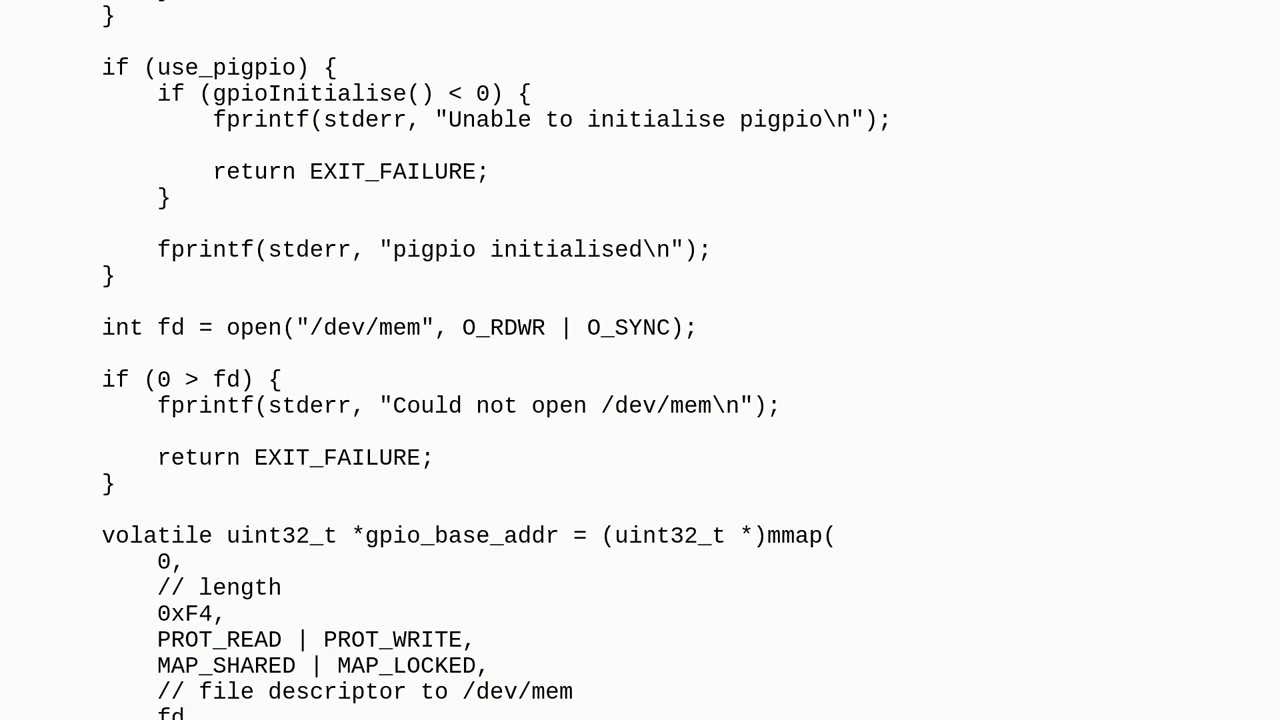 }
if (use_pigpio) {
if (gpioInitialise() < 0) {
fprintf(stderr, "Unable to initialise pigpio\n");
return EXIT_FAILURE;
}
fprintf(stderr, "pigpio initialised\n");
}
int fd = open("/dev/mem", O_RDWR | O_SYNC);
if (0 > fd) {
fprintf(stderr, "Could not open /dev/mem\n");
return EXIT_FAILURE;
}
volatile uint32_t *gpio_base_addr = (uint32_t *)mmap(
0,
// length
0xF4,
PROT_READ | PROT_WRITE,
MAP_SHARED | MAP_LOCKED,
// file descriptor to /dev/mem
fd